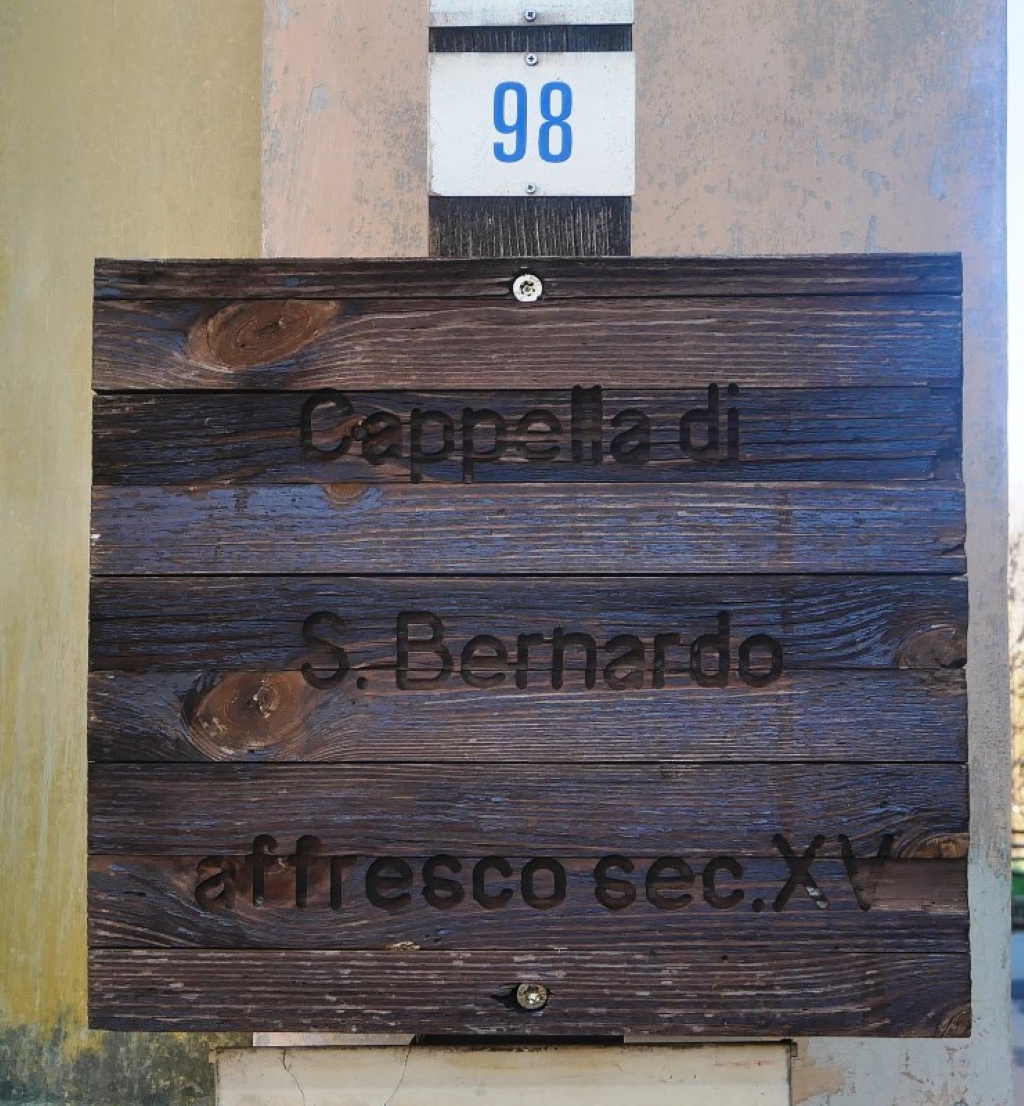 98
Cappella di
S. Bernardo
affresco sec.XV